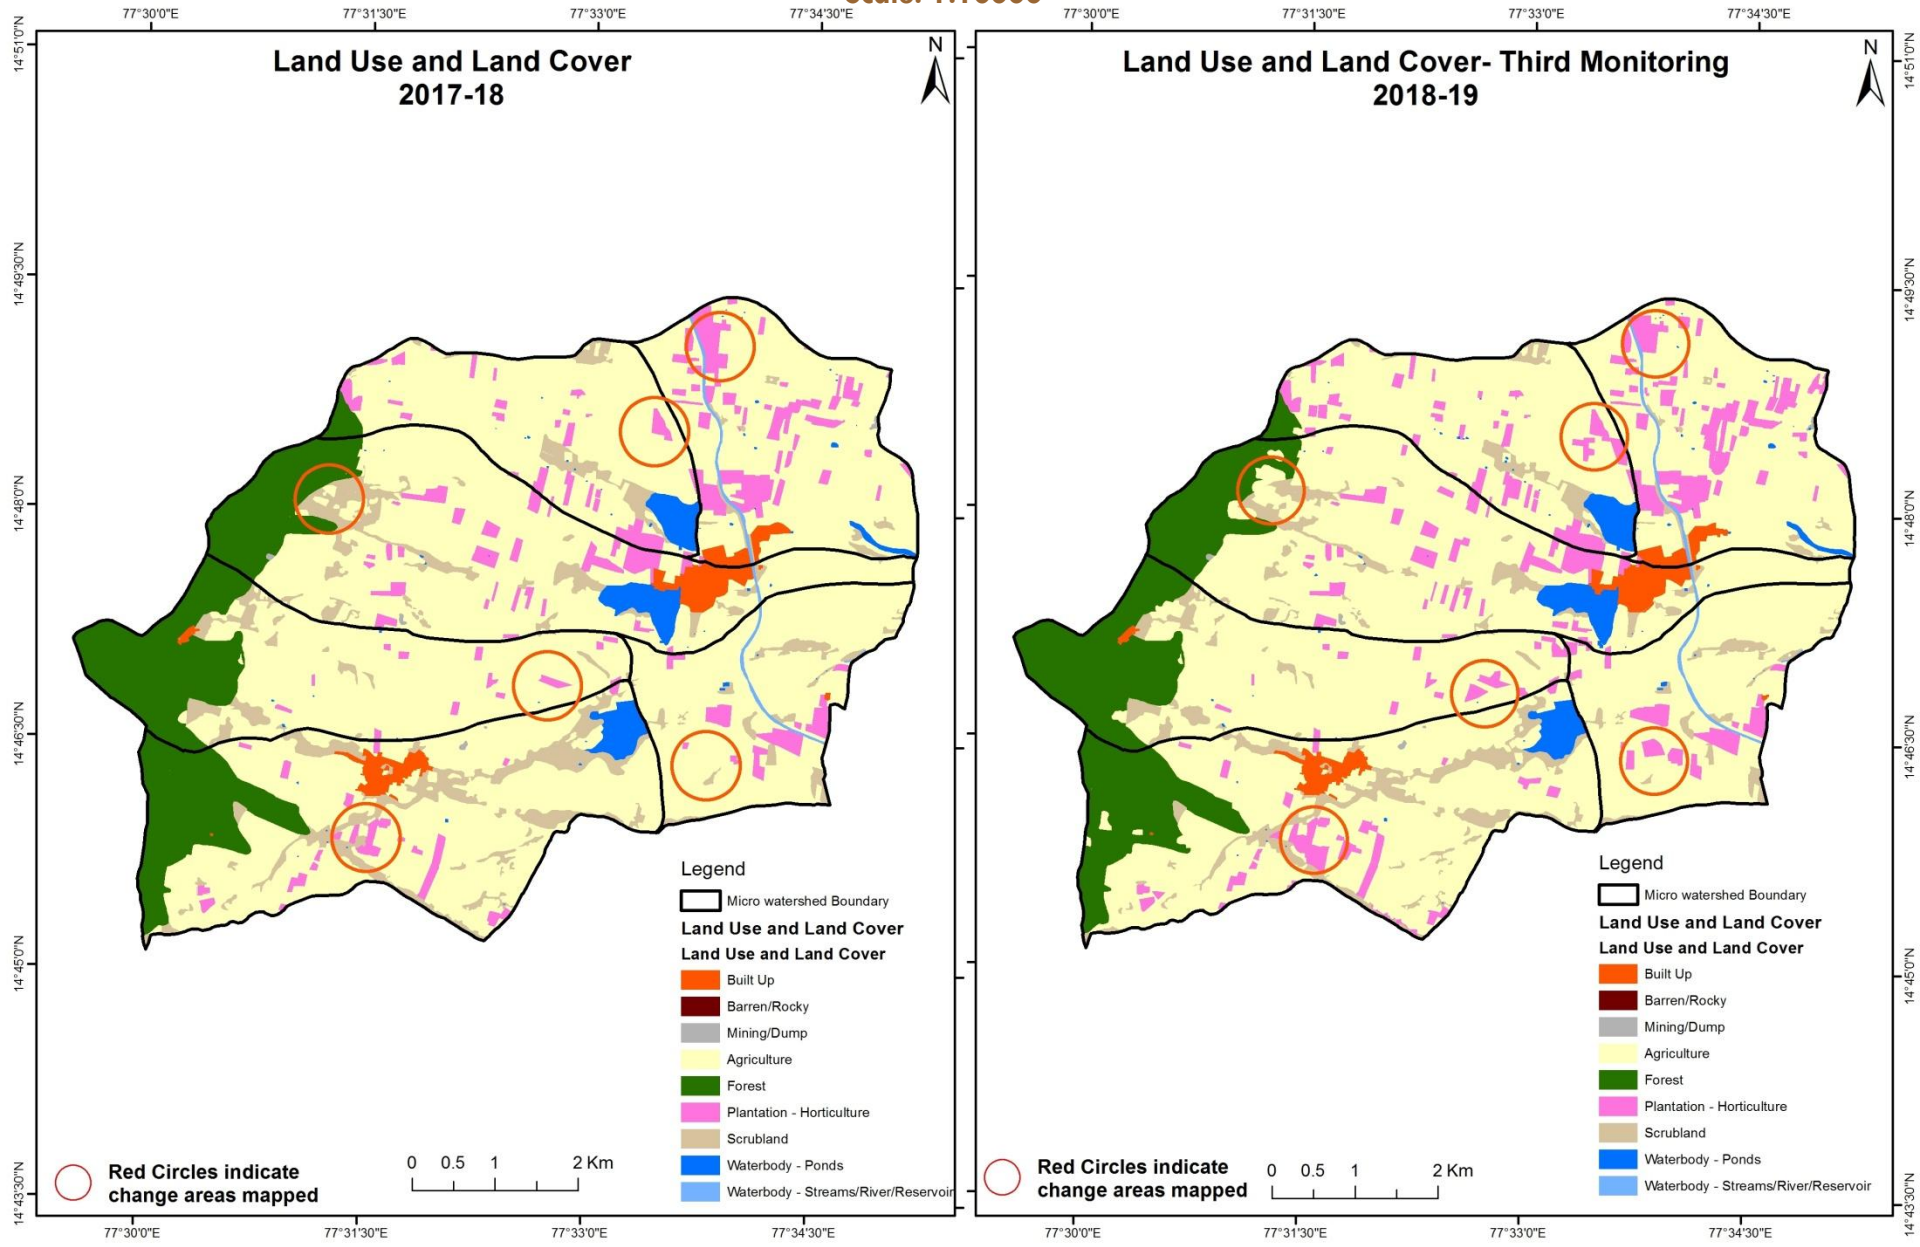 77°30'0"E
77°31'30"E
77°33'0"E
77°34'30"E
77°30'0"E
77°31'30"E
77°33'0"E
77°34'30"E
14°51'0"N
14°49'30"N
14°48'0"N
14°46'30"N
14°45'0"N
14°43'30"N
Land Use and Land Cover
2017-18
N
Legend
Micro watershed Boundary
Land Use and Land Cover
Land Use and Land Cover
Built Up
Barren/Rocky
Mining/Dump
Agriculture
Forest
Plantation - Horticulture
Scrubland
Waterbody - Ponds
Waterbody - Streams/River/Reservoir
Red Circles indicate
change areas mapped
0 0.5 1 2 Km
77°30'0"E
77°31'30"E
77°33'0"E
77°34'30"E
Land Use and Land Cover- Third Monitoring
2018-19
N
Legend
Micro watershed Boundary
Land Use and Land Cover
Land Use and Land Cover
Built Up
Barren/Rocky
Mining/Dump
Agriculture
Forest
Plantation - Horticulture
Scrubland
Waterbody - Ponds
Waterbody - Streams/River/Reservoir
Red Circles indicate
change areas mapped
0 0.5 1 2 Km
14°51'0"N
14°49'30"N
14°48'0"N
14°46'30"N
14°45'0"N
14°43'30"N
77°30'0"E
77°31'30"E
77°33'0"E
77°34'30"E